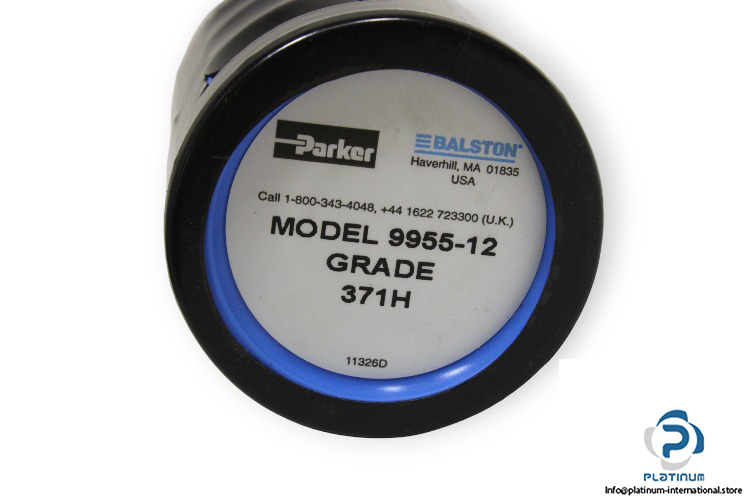 Parker
BALSTON®
Haverhill, MA 01835
USA
Call 1-800-343-4048, +44 1622 723300 (U.K.)
MODEL 9955-12
GRADE
371H
11326D
PLATINUM
Info@platinum-international.store